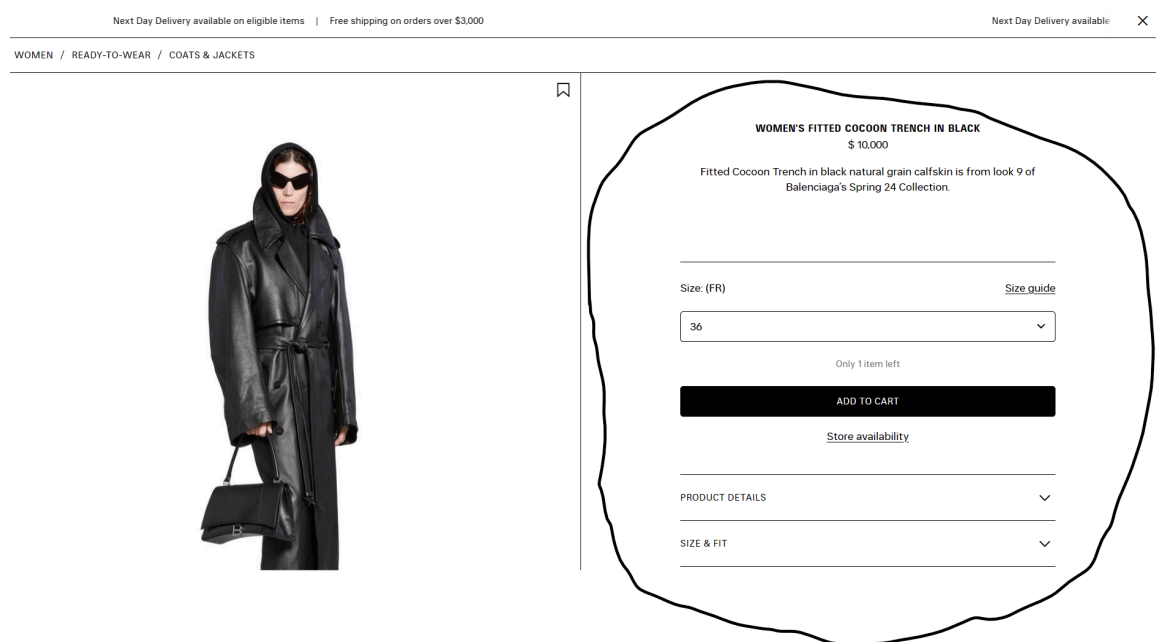 Next Day Delivery available on eligible items | Free shipping on orders over $3,000
Next Day Delivery available
WOMEN / READY-TO-WEAR / COATS & JACKETS
WOMEN'S FITTED COCOON TRENCH IN BLACK
$ 10,000
Fitted Cocoon Trench in black natural grain calfskin is from look 9 of
Balenciaga's Spring 24 Collection.
Size: (FR)
Size guide
36
Only 1 item left
ADD TO CART
Store availability
PRODUCT DETAILS
SIZE & FIT
B